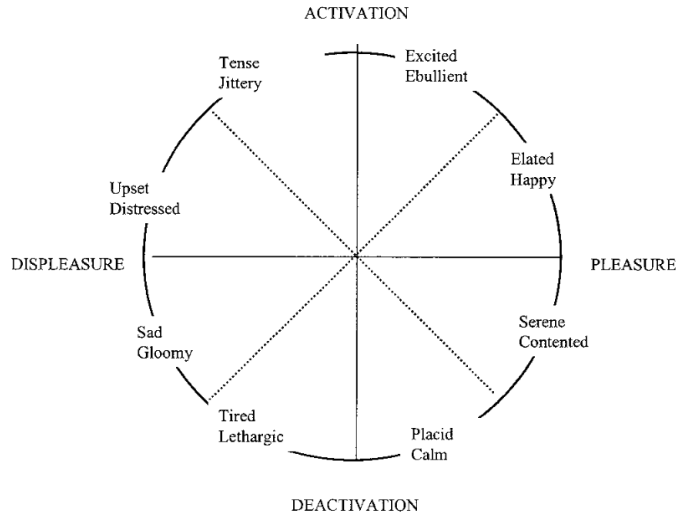 ACTIVATION
Tense
Jittery
Excited
Ebullient
Upset
Distressed
Elated
Happy
DISPLEASURE
PLEASURE
Sad
Gloomy
Serene
Contented
Tired
Lethargic
Placid
Calm
DEACTIVATION